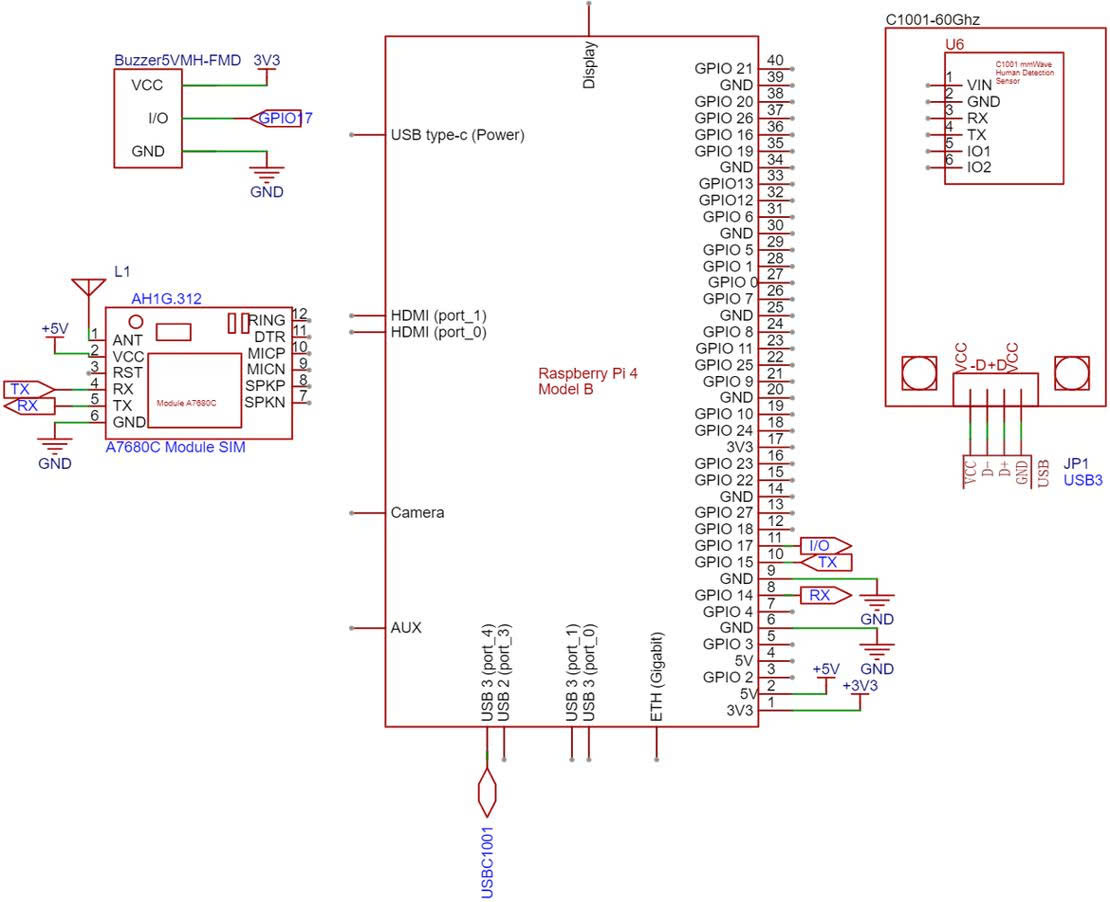 Buzzer5VMH-FMD
3V3
VCC
I/O
GPIO17
GND
GND
L1
AH1G.312
+5V
1 ANT
2 VCC
3 RST
4 RX
5 TX
6 GND
TX
RX
GND
RING 12
DTR 11
MICP 10
MICN 9
SPKP 8
SPKN 7
Module A7680C
A7680C Module SIM
Display
USB type-c (Power)
HDMI (port_1)
HDMI (port_0)
Camera
AUX
Raspberry Pi 4
Model B
USB 3 (port_4)
USB 2 (port_3)
USB 3 (port_1)
USB 3 (port_0)
ETH (Gigabit)
USBC1001
GPIO 21 40
GND 39
GPIO 20 38
GPIO 26 37
GPIO 16 36
GPIO 19 35
GND 34
GPIO13 33
GPIO12 32
GPIO 6 31
GND 30
GPIO 5 29
GPIO 1 28
GPIO 0 27
GPIO 7 26
GND 25
GPIO 8 24
GPIO 11 23
GPIO 25 22
GPIO 9 21
GND 20
GPIO 10 19
GPIO 24 18
3V3 17
GPIO 23 16
GPIO 22 15
GND 14
GPIO 27 13
GPIO 18 12
GPIO 17 11 I/O
GPIO 15 10 TX
GND 9
GPIO 14 8 RX
GND
GPIO 4 7
GND 6
GPIO 3 5
GND
5V 4
GPIO 2 3
+5V
5V 2
+3V3
3V3 1
C1001-60Ghz
U6
C1001 mmWave
Human Detection
Sensor
1 VIN
2 GND
3 RX
4 TX
5 IO1
6 IO2
VCC
-D+D
VCC
VCC
D-
D+
GND
USB
JP1
USB3